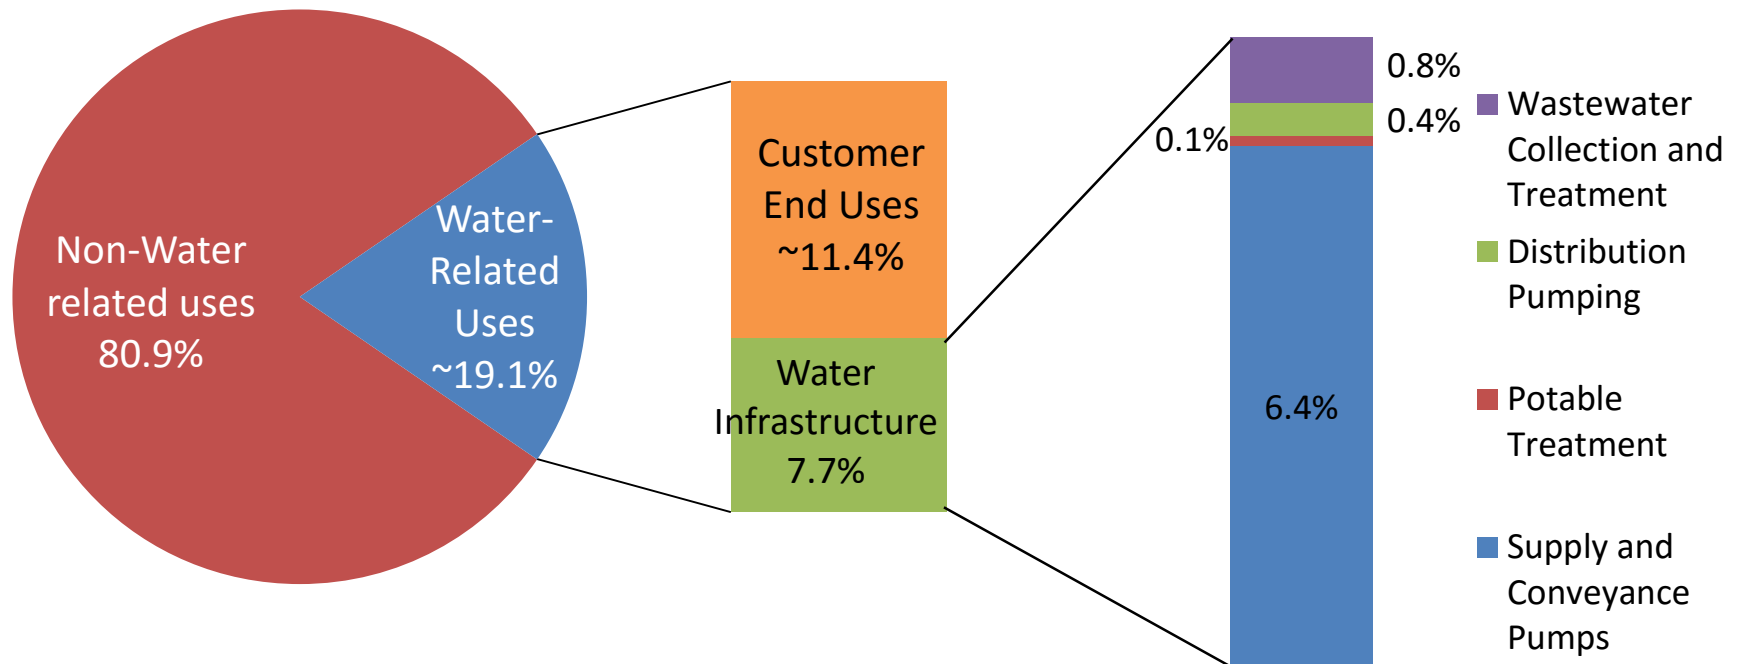 Non-Water
related uses
80.9%
Water-
Related
Uses
~19.1%
Customer
End Uses
~11.4%
Water
Infrastructure
7.7%
0.8%
0.4%
0.1%
6.4%
Wastewater
Collection and
Treatment
Distribution
Pumping
Potable
Treatment
Supply and
Conveyance
Pumps